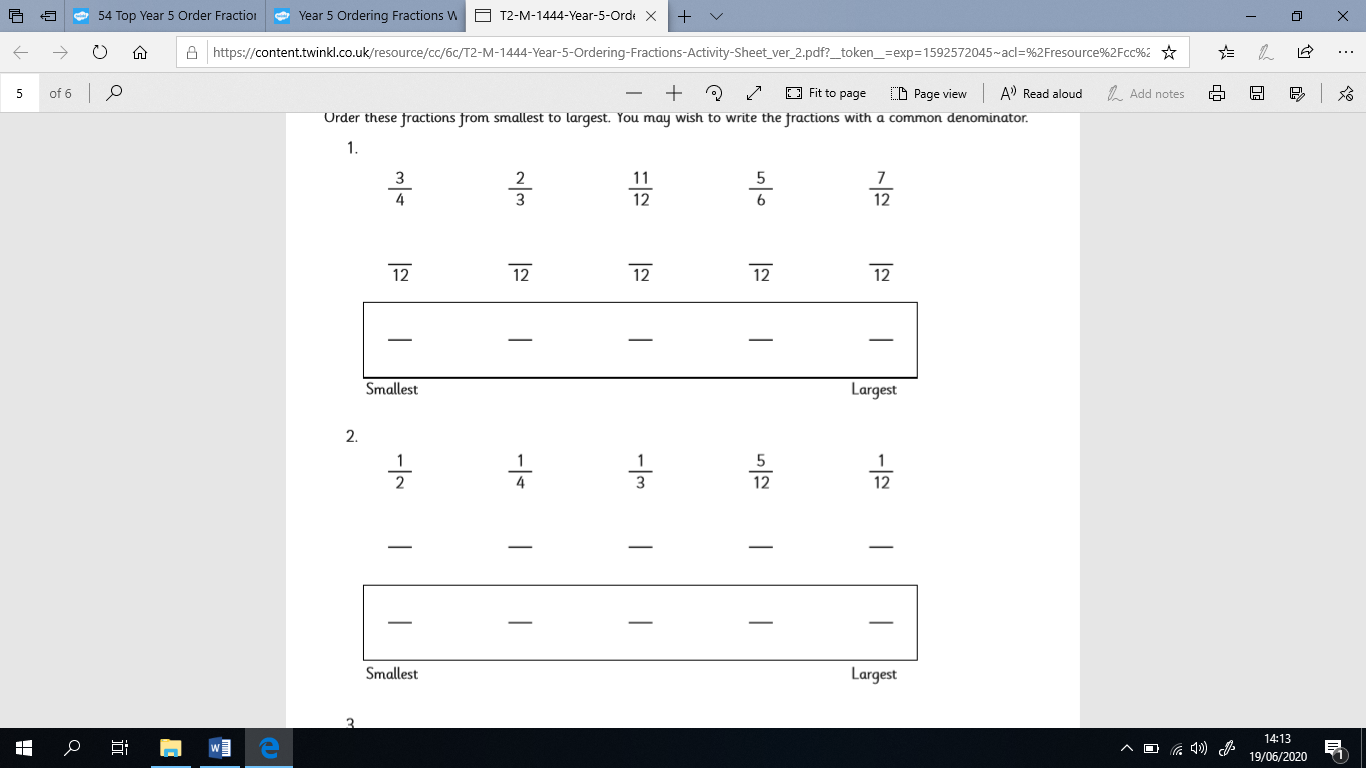 54 Top Year 5 Order Fraction
Year 5 Ordering Fractions W
T2-M-1444-Year-5-Orde
https://content.twinkl.co.uk/resource/cc/6c/T2-M-1444-Year-5-Ordering-Fractions-Activity-Sheet_ver_2.pdf?__token__=exp=1592572045~acl=%2Fresource%2Fcc%2
5 of 6 Fit to page Page view Read aloud Add notes
Order these fractions from smallest to largest. You may wish to write the fractions with a common denominator.
1.
3 2 11 5 7
4 3 12 6 12
12 12 12 12 12
Smallest Largest
2.
1 1 1 5 1
2 4 3 12 12
Smallest Largest
3.
14:13
19/06/2020
1